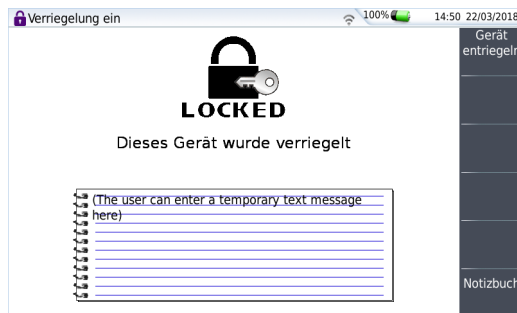 Verriegelung ein
100%
14:50 22/03/2018
Gerät
entriegeln
LOCKED
Dieses Gerät wurde verriegelt
(The user can enter a temporary text message
here)
Notizbuch